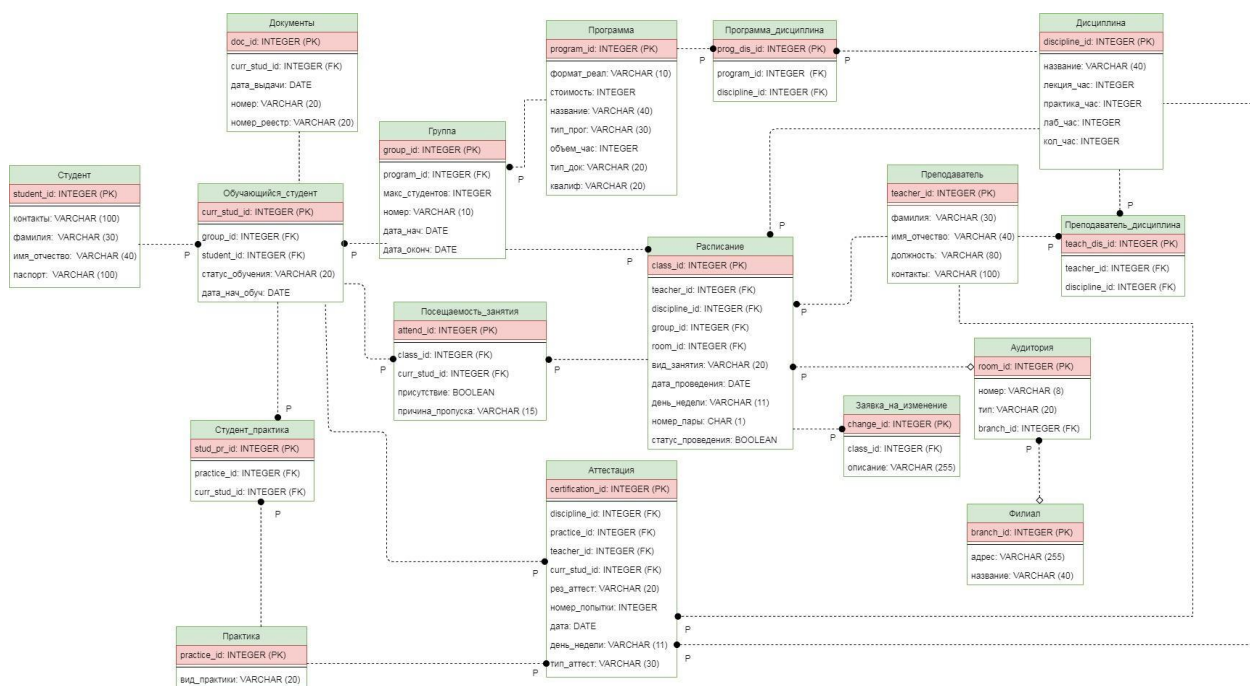 Документы
doc_id: INTEGER (PK)
curr_stud_id: INTEGER (FK)
дата_выдачи: DATE
номер: VARCHAR (20)
номер_реестр: VARCHAR (20)
Программа
program_id: INTEGER (PK)
формат_реал: VARCHAR (10)
стоимость: INTEGER
название: VARCHAR (40)
тип_прог: VARCHAR (30)
объем_час: INTEGER
тип_док: VARCHAR (20)
квалиф: VARCHAR (20)
Программа_дисциплина
prog_dis_id: INTEGER (PK)
program_id: INTEGER (FK)
discipline_id: INTEGER (FK)
Дисциплина
discipline_id: INTEGER (PK)
название: VARCHAR (40)
лекция_час: INTEGER
практика_час: INTEGER
лаб_час: INTEGER
кол_час: INTEGER
P
P
Группа
group_id: INTEGER (PK)
program_id: INTEGER (FK)
макс_студентов: INTEGER
номер: VARCHAR (10)
дата_нач: DATE
дата_оконч: DATE
P
Студент
student_id: INTEGER (PK)
контакты: VARCHAR (100)
фамилия: VARCHAR (30)
имя_отчество: VARCHAR (40)
паспорт: VARCHAR (100)
P
Обучающийся_студент
curr_stud_id: INTEGER (PK)
group_id: INTEGER (FK)
student_id: INTEGER (FK)
статус_обучения: VARCHAR (20)
дата_нач_обуч: DATE
P
Преподаватель
teacher_id: INTEGER (PK)
фамилия: VARCHAR (30)
имя_отчество: VARCHAR (40)
должность: VARCHAR (80)
контакты: VARCHAR (100)
P
Преподаватель_дисциплина
teach_dis_id: INTEGER (PK)
teacher_id: INTEGER (FK)
discipline_id: INTEGER (FK)
P
P
P
P
Расписание
class_id: INTEGER (PK)
teacher_id: INTEGER (FK)
discipline_id: INTEGER (FK)
group_id: INTEGER (FK)
room_id: INTEGER (FK)
вид_занятия: VARCHAR (20)
дата_проведения: DATE
день_недели: VARCHAR (11)
номер_пары: CHAR (1)
статус_проведения: BOOLEAN
P
P
Посещаемость_занятия
attend_id: INTEGER (PK)
class_id: INTEGER (FK)
curr_stud_id: INTEGER (FK)
присутствие: BOOLEAN
причина_пропуска: VARCHAR (15)
P
P
Аудитория
room_id: INTEGER (PK)
номер: VARCHAR (8)
тип: VARCHAR (20)
branch_id: INTEGER (FK)
P
Заявка_на_изменение
change_id: INTEGER (PK)
class_id: INTEGER (FK)
описание: VARCHAR (255)
P
Студент_практика
stud_pr_id: INTEGER (PK)
practice_id: INTEGER (FK)
curr_stud_id: INTEGER (FK)
P
P
Аттестация
certification_id: INTEGER (PK)
discipline_id: INTEGER (FK)
practice_id: INTEGER (FK)
teacher_id: INTEGER (FK)
curr_stud_id: INTEGER (FK)
рез_аттест: VARCHAR (20)
номер_попытки: INTEGER
дата: DATE
день_недели: VARCHAR (11)
тип_аттест: VARCHAR (30)
P
P
P
P
Филиал
branch_id: INTEGER (PK)
адрес: VARCHAR (255)
название: VARCHAR (40)
Практика
practice_id: INTEGER (PK)
вид_практики: VARCHAR (20)